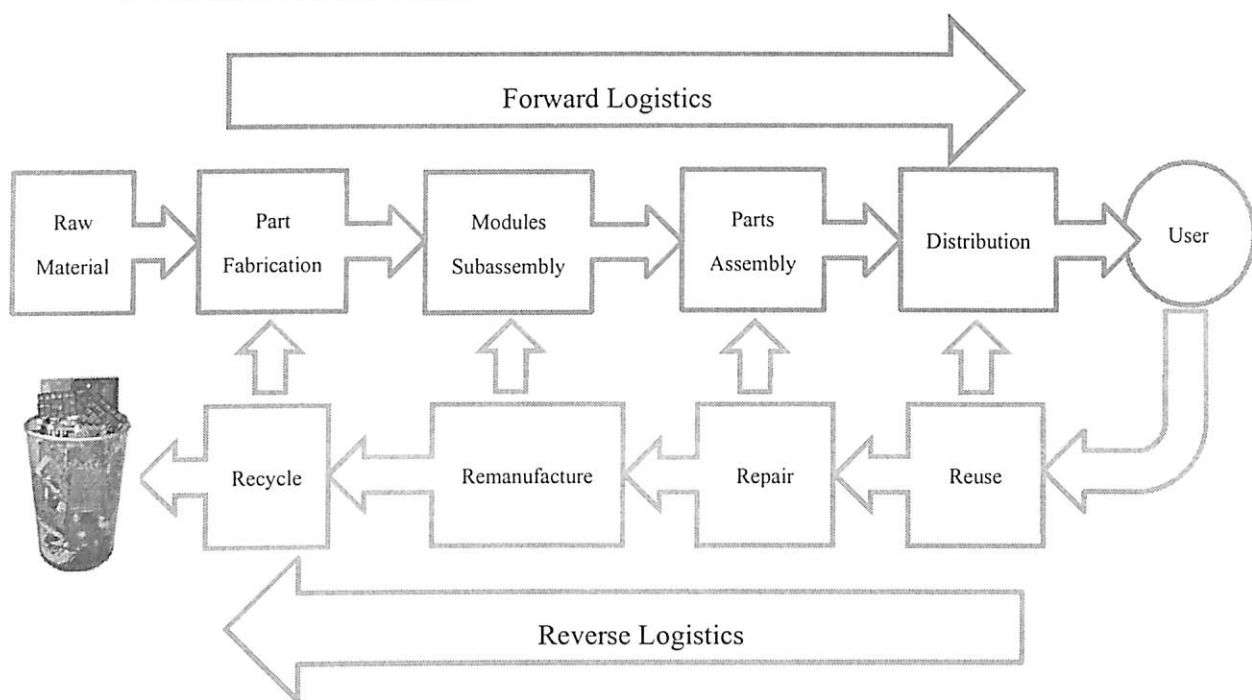 Forward Logistics
Raw
Material
Part
Fabrication
Modules
Subassembly
Parts
Assembly
Distribution
User
Recycle
Remanufacture
Repair
Reuse
Reverse Logistics